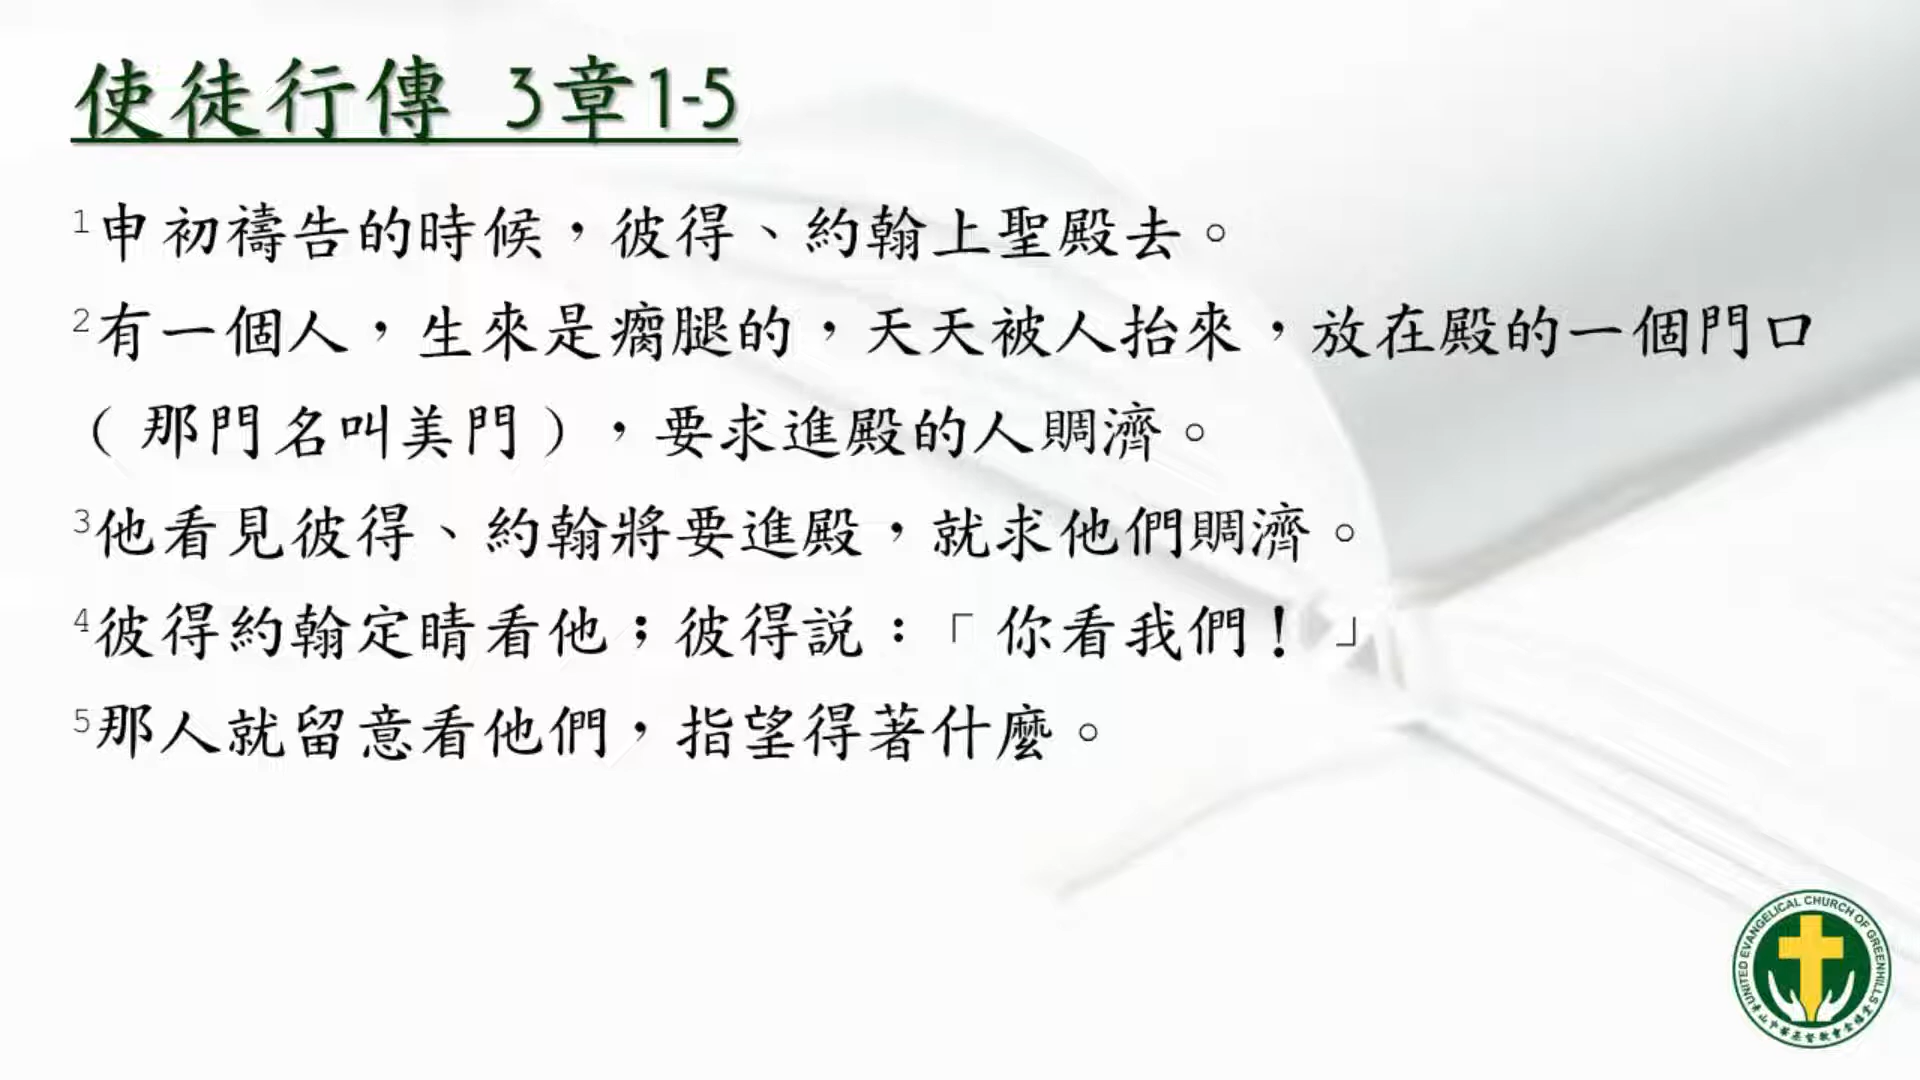 使徒行傳 3章1-5
1申初禱告的時候，彼得、約翰上聖殿去。
2有一個人，生來是瘸腿的，天天被人抬來，放在殿的一個門口
（那門名叫美門），要求進殿的人賙濟。
3他看見彼得、約翰將要進殿，就求他們賙濟。
4彼得約翰定睛看他；彼得説：「你看我們！」
5那人就留意看他們，指望得著什麼。
UNITED EVANGELICAL CHURCH OF GREENHILLS